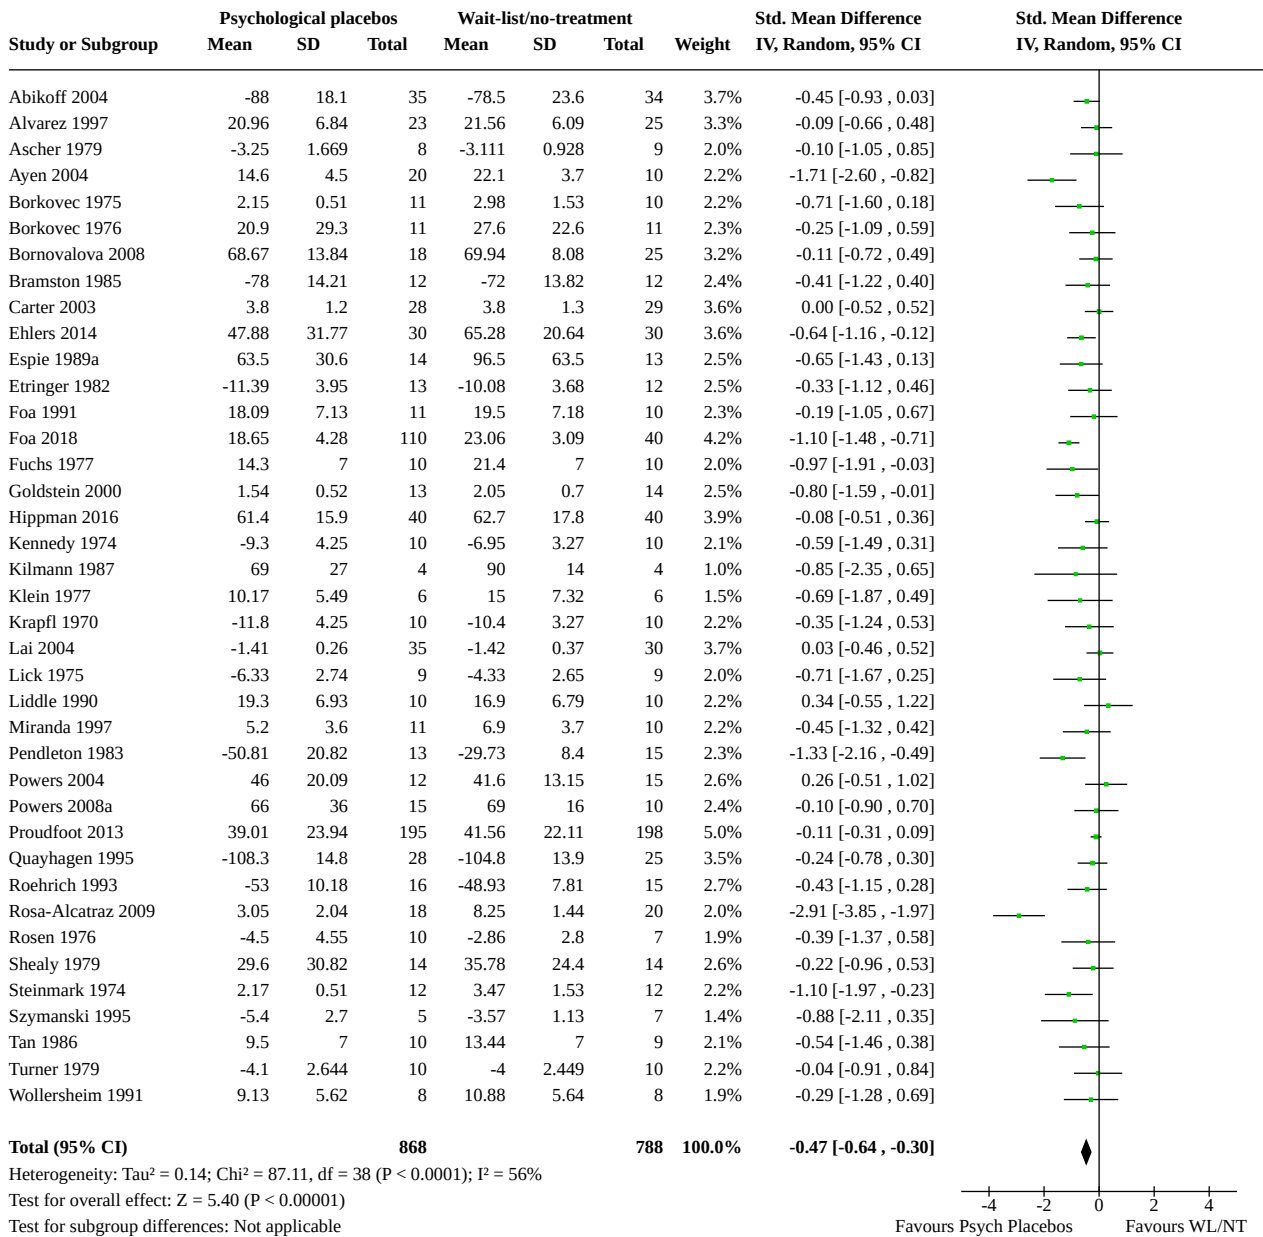 Psychological placebos Wait-list/no-treatment Std. Mean Difference Std. Mean Difference
Study or Subgroup Mean SD Total Mean SD Total Weight IV, Random, 95% CI IV, Random, 95% CI
Abikoff 2004 -88 18.1 35 -78.5 23.6 34 3.7% -0.45 [-0.93 , 0.03]
Alvarez 1997 20.96 6.84 23 21.56 6.09 25 3.3% -0.09 [-0.66 , 0.48]
Ascher 1979 -3.25 1.669 8 -3.111 0.928 9 2.0% -0.10 [-1.05 , 0.85]
Ayen 2004 14.6 4.5 20 22.1 3.7 10 2.2% -1.71 [-2.60 , -0.82]
Borkovec 1975 2.15 0.51 11 2.98 1.53 10 2.2% -0.71 [-1.60 , 0.18]
Borkovec 1976 20.9 29.3 11 27.6 22.6 11 2.3% -0.25 [-1.09 , 0.59]
Bornovalova 2008 68.67 13.84 18 69.94 8.08 25 3.2% -0.11 [-0.72 , 0.49]
Bramston 1985 -78 14.21 12 -72 13.82 12 2.4% -0.41 [-1.22 , 0.40]
Carter 2003 3.8 1.2 28 3.8 1.3 29 3.6% 0.00 [-0.52 , 0.52]
Ehlers 2014 47.88 31.77 30 65.28 20.64 30 3.6% -0.64 [-1.16 , -0.12]
Espie 1989a 63.5 30.6 14 96.5 63.5 13 2.5% -0.65 [-1.43 , 0.13]
Etringer 1982 -11.39 3.95 13 -10.08 3.68 12 2.5% -0.33 [-1.12 , 0.46]
Foa 1991 18.09 7.13 11 19.5 7.18 10 2.3% -0.19 [-1.05 , 0.67]
Foa 2018 18.65 4.28 110 23.06 3.09 40 4.2% -1.10 [-1.48 , -0.71]
Fuchs 1977 14.3 7 10 21.4 7 10 2.0% -0.97 [-1.91 , -0.03]
Goldstein 2000 1.54 0.52 13 2.05 0.7 14 2.5% -0.80 [-1.59 , -0.01]
Hippman 2016 61.4 15.9 40 62.7 17.8 40 3.9% -0.08 [-0.51 , 0.36]
Kennedy 1974 -9.3 4.25 10 -6.95 3.27 10 2.1% -0.59 [-1.49 , 0.31]
Kilmann 1987 69 27 4 90 14 4 1.0% -0.85 [-2.35 , 0.65]
Klein 1977 10.17 5.49 6 15 7.32 6 1.5% -0.69 [-1.87 , 0.49]
Krapfl 1970 -11.8 4.25 10 -10.4 3.27 10 2.2% -0.35 [-1.24 , 0.53]
Lai 2004 -1.41 0.26 35 -1.42 0.37 30 3.7% 0.03 [-0.46 , 0.52]
Lick 1975 -6.33 2.74 9 -4.33 2.65 9 2.0% -0.71 [-1.67 , 0.25]
Liddle 1990 19.3 6.93 10 16.9 6.79 10 2.2% 0.34 [-0.55 , 1.22]
Miranda 1997 5.2 3.6 11 6.9 3.7 10 2.2% -0.45 [-1.32 , 0.42]
Pendleton 1983 -50.81 20.82 13 -29.73 8.4 15 2.3% -1.33 [-2.16 , -0.49]
Powers 2004 46 20.09 12 41.6 13.15 15 2.6% 0.26 [-0.51 , 1.02]
Powers 2008a 66 36 15 69 16 10 2.4% -0.10 [-0.90 , 0.70]
Proudfoot 2013 39.01 23.94 195 41.56 22.11 198 5.0% -0.11 [-0.31 , 0.09]
Quayhagen 1995 -108.3 14.8 28 -104.8 13.9 25 3.5% -0.24 [-0.78 , 0.30]
Roehrich 1993 -53 10.18 16 -48.93 7.81 15 2.7% -0.43 [-1.15 , 0.28]
Rosa-Alcatraz 2009 3.05 2.04 18 8.25 1.44 20 2.0% -2.91 [-3.85 , -1.97]
Rosen 1976 -4.5 4.55 10 -2.86 2.8 7 1.9% -0.39 [-1.37 , 0.58]
Shealy 1979 29.6 30.82 14 35.78 24.4 14 2.6% -0.22 [-0.96 , 0.53]
Steinmark 1974 2.17 0.51 12 3.47 1.53 12 2.2% -1.10 [-1.97 , -0.23]
Szymanski 1995 -5.4 2.7 5 -3.57 1.13 7 1.4% -0.88 [-2.11 , 0.35]
Tan 1986 9.5 7 10 13.44 7 9 2.1% -0.54 [-1.46 , 0.38]
Turner 1979 -4.1 2.644 10 -4 2.449 10 2.2% -0.04 [-0.91 , 0.84]
Wollersheim 1991 9.13 5.62 8 10.88 5.64 8 1.9% -0.29 [-1.28 , 0.69]
Total (95% CI) 868 788 100.0% -0.47 [-0.64 , -0.30]
Heterogeneity: Tau² = 0.14; Chi² = 87.11, df = 38 (P < 0.0001); I² = 56%
Test for overall effect: Z = 5.40 (P < 0.00001) -4 -2 0 2 4
Test for subgroup differences: Not applicable Favours Psych Placebos Favours WL/NT